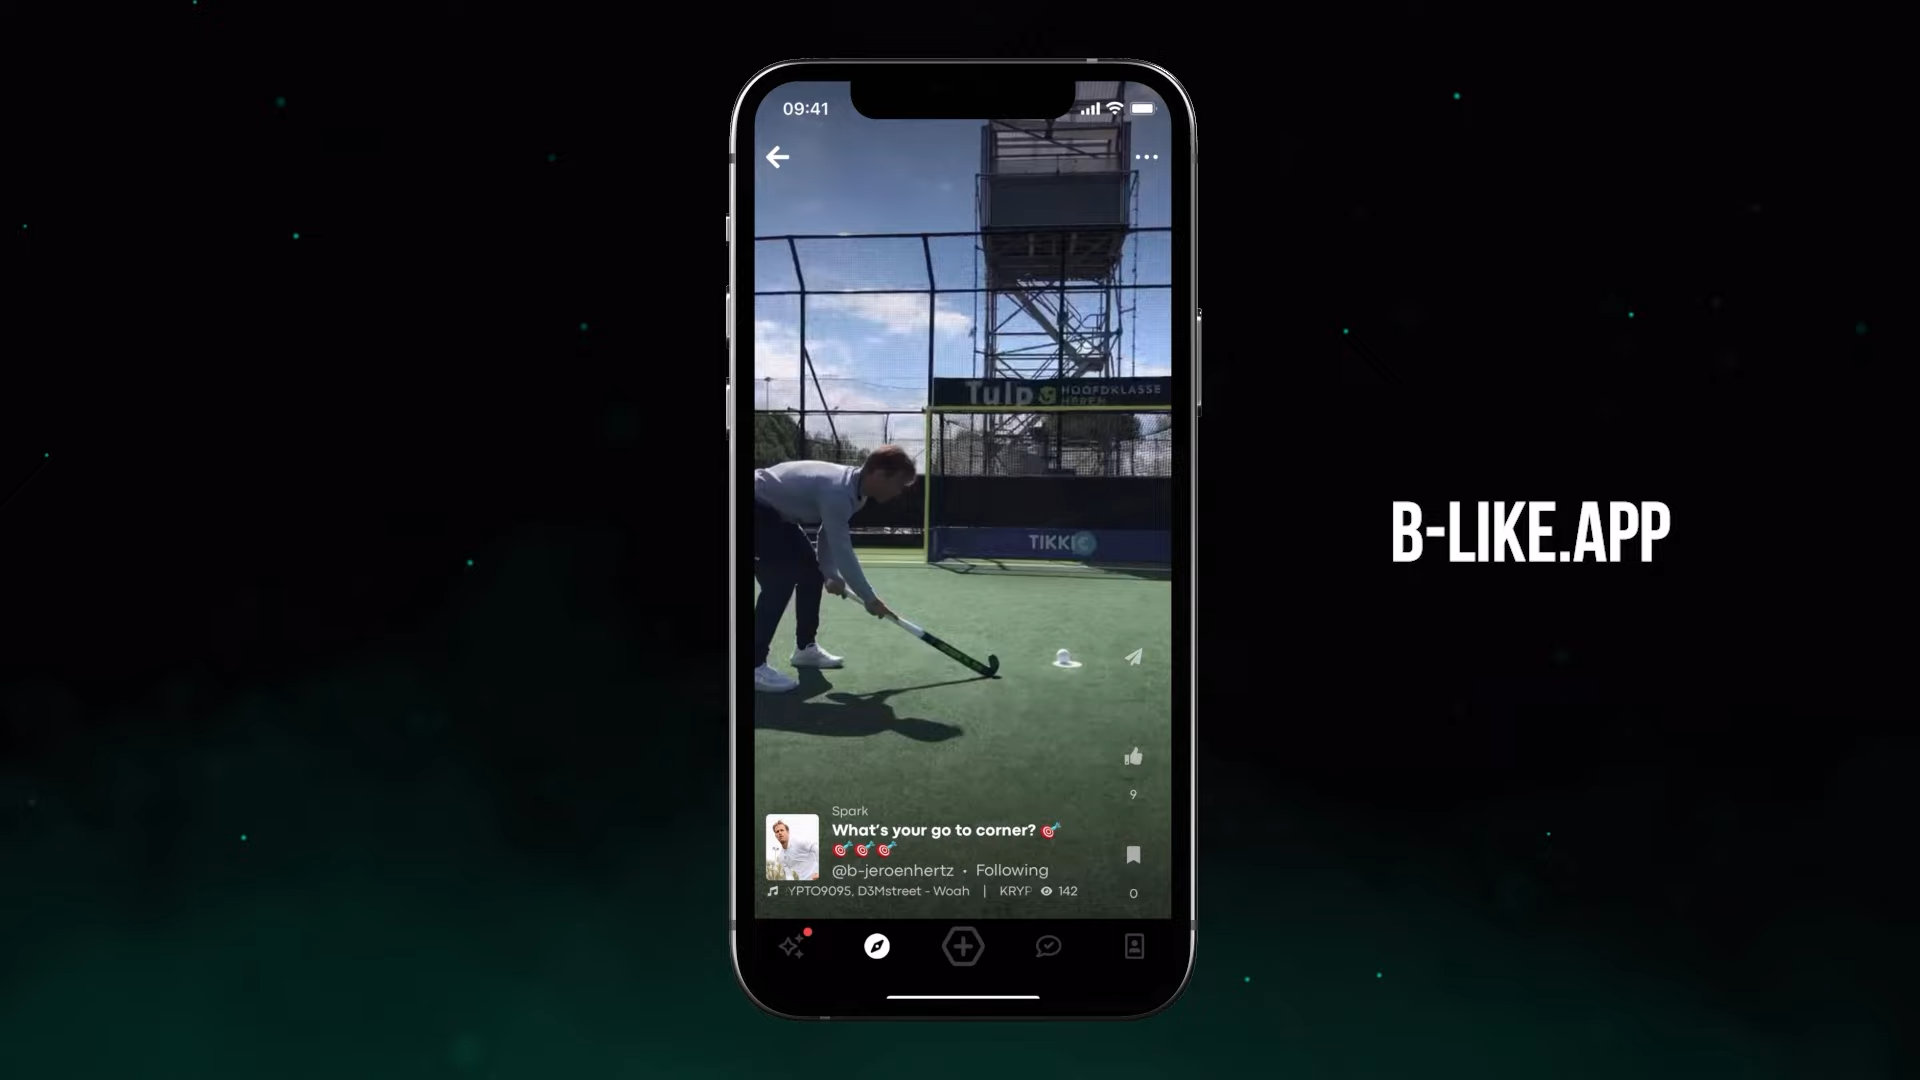 09:41
Tulp HOOFDKLASSE
HEREN
TIKKIE
B-LIKE.APP
9
Spark
What's your go to corner? 🎯
🎯🎯🎯
@b-jeroenhertz • Following
YPTO9095, D3Mstreet - Woah | KRYP 142
0